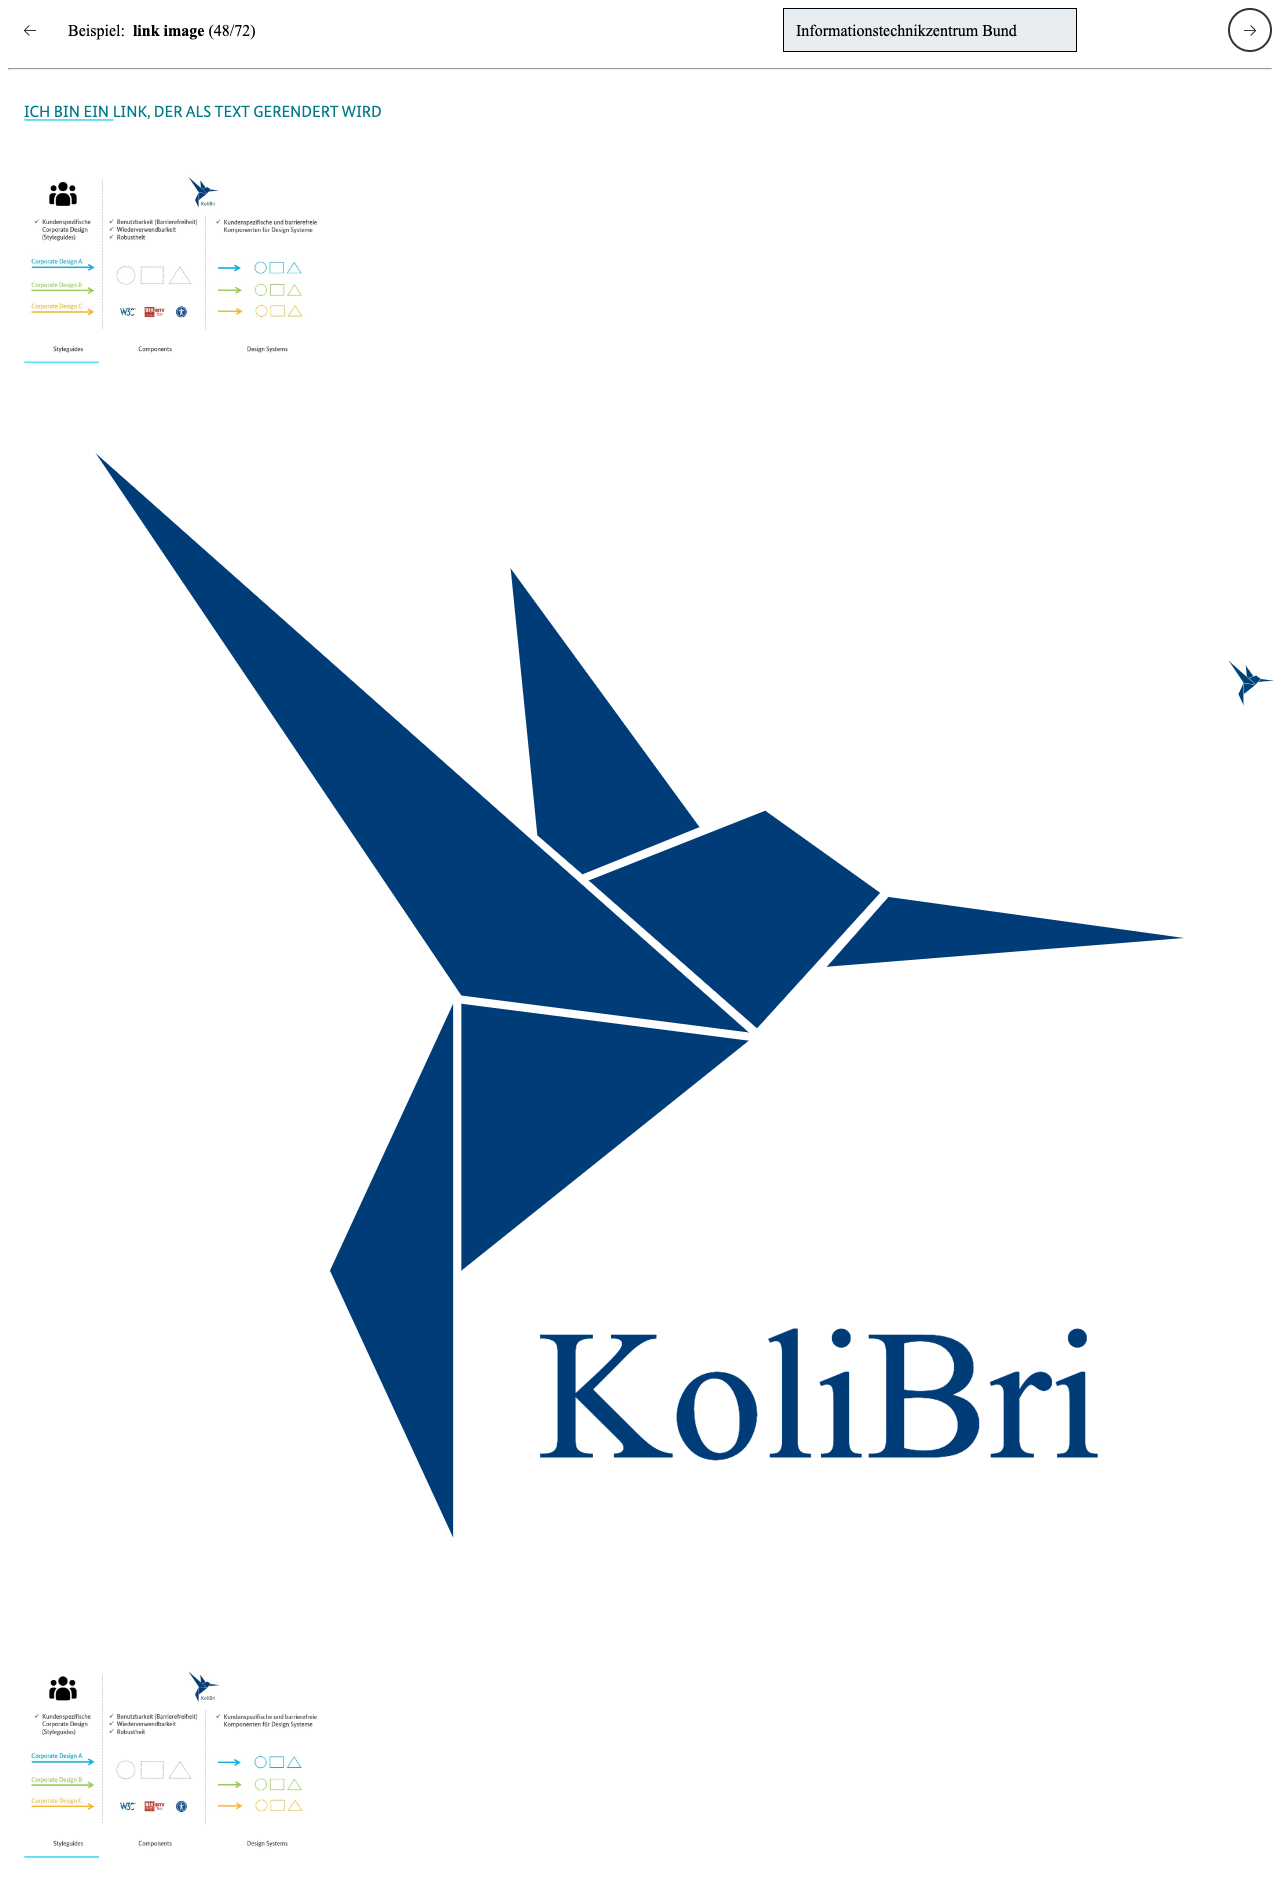 Beispiel: link image (48/72)
Informationstechnikzentrum Bund
ICH BIN EIN LINK, DER ALS TEXT GERENDERT WIRD
KoliBri
✓ Kundenspezifische
Corporate Design
(Styleguides)
✓ Benutzbarkeit (Barrierefreiheit)
✓ Wiederverwendbarkeit
✓ Robustheit
✓ Kundenspezifische und barrierefreie
Komponenten für Design Systeme
Corporate Design A
Corporate Design B
Corporate Design C
W3C
BIK BITV
Styleguides
Components
Design Systems
KoliBri
KoliBri
✓ Kundenspezifische
Corporate Design
(Styleguides)
✓ Benutzbarkeit (Barrierefreiheit)
✓ Wiederverwendbarkeit
✓ Robustheit
✓ Kundenspezifische und barrierefreie
Komponenten für Design Systeme
Corporate Design A
Corporate Design B
Corporate Design C
W3C
BIK BITV
Styleguides
Components
Design Systems